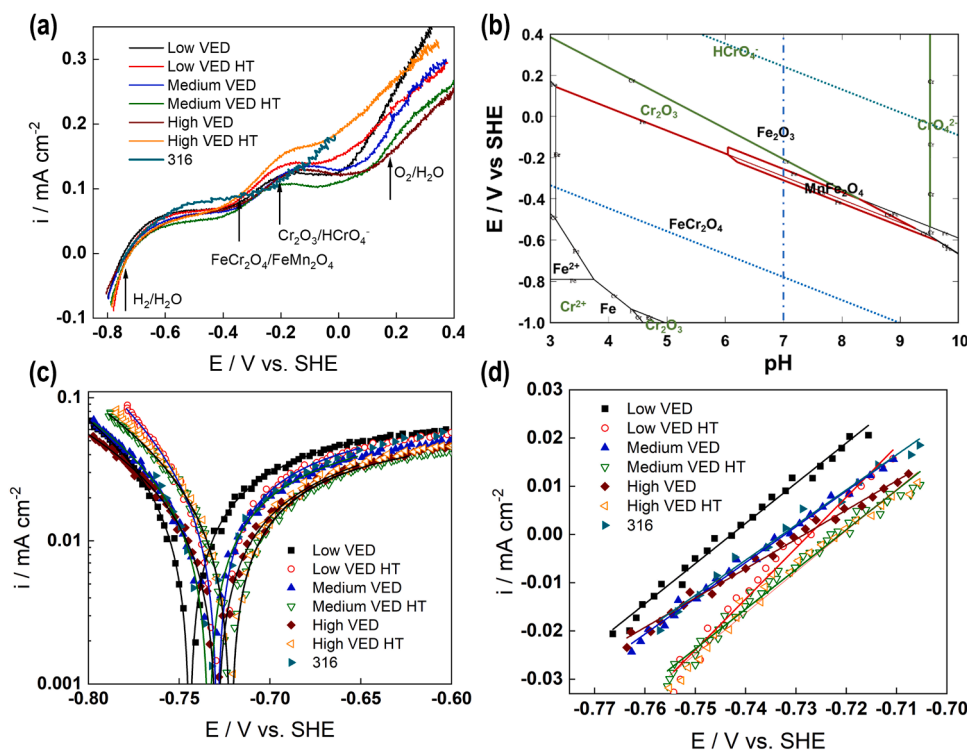 (a)
Low VED
Low VED HT
Medium VED
Medium VED HT
High VED
High VED HT
316
O₂/H₂O
Cr₂O₃/HCrO₄⁻
FeCr₂O₄/FeMn₂O₄
H₂/H₂O
i / mA cm⁻²
0.3
0.2
0.1
0.0
-0.1
-0.8 -0.6 -0.4 -0.2 0.0 0.2 0.4
E / V vs. SHE
(b)
HCrO₄⁻
Cr₂O₃
Fe₂O₃
CrO₄²⁻
MnFe₂O₄
FeCr₂O₄
Fe²⁺
Fe
Cr²⁺
Cr₂O₃
E / V vs SHE
0.4
0.2
0.0
-0.2
-0.4
-0.6
-0.8
-1.0
3 4 5 6 7 8 9 10
pH
(c)
Low VED
Low VED HT
Medium VED
Medium VED HT
High VED
High VED HT
316
i / mA cm⁻²
0.1
0.01
0.001
-0.80 -0.75 -0.70 -0.65 -0.60
E / V vs. SHE
(d)
Low VED
Low VED HT
Medium VED
Medium VED HT
High VED
High VED HT
316
i / mA cm⁻²
0.03
0.02
0.01
0.00
-0.01
-0.02
-0.03
-0.77 -0.76 -0.75 -0.74 -0.73 -0.72 -0.71 -0.70
E / V vs. SHE